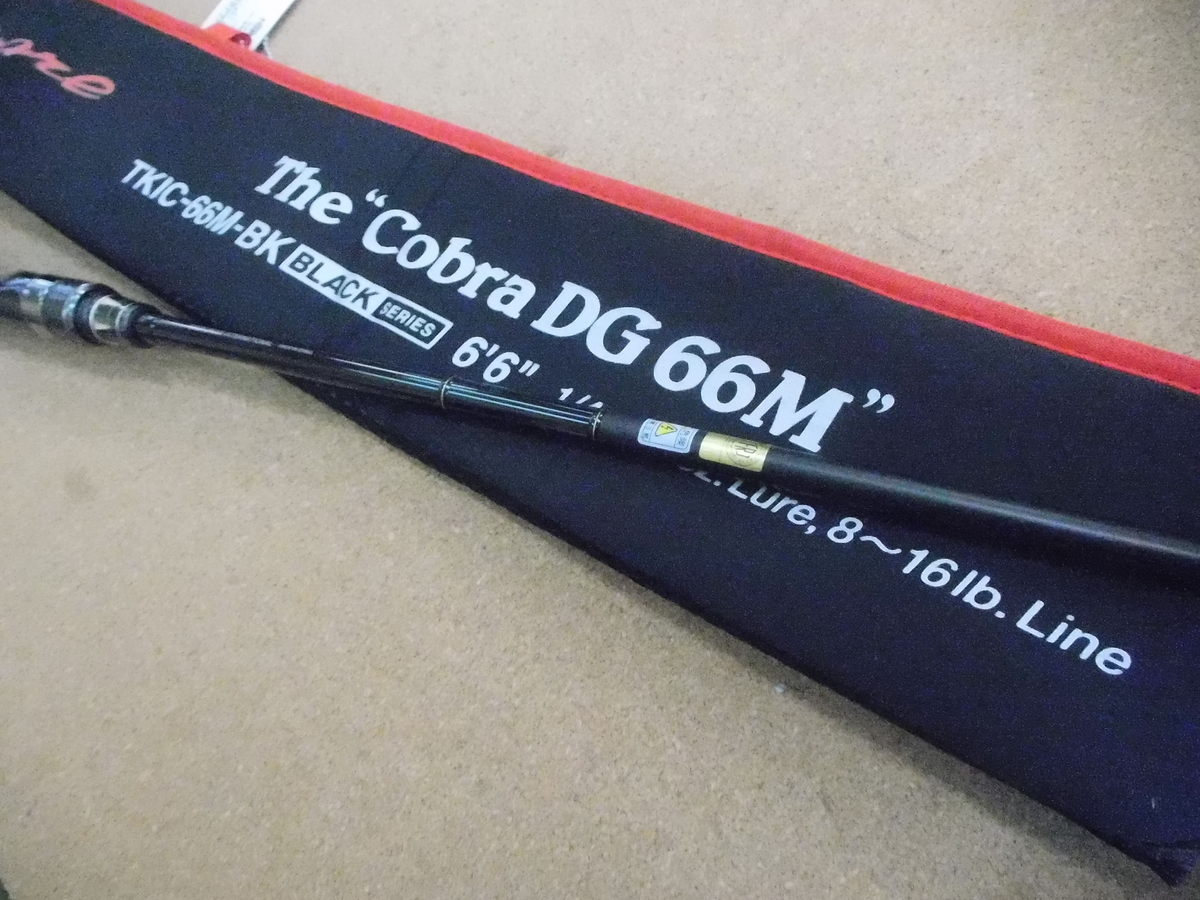 The "Cobra DG 66M"
TKIC-66M-BK BLACK SERIES
6'6" Lure, 8～16lb. Line